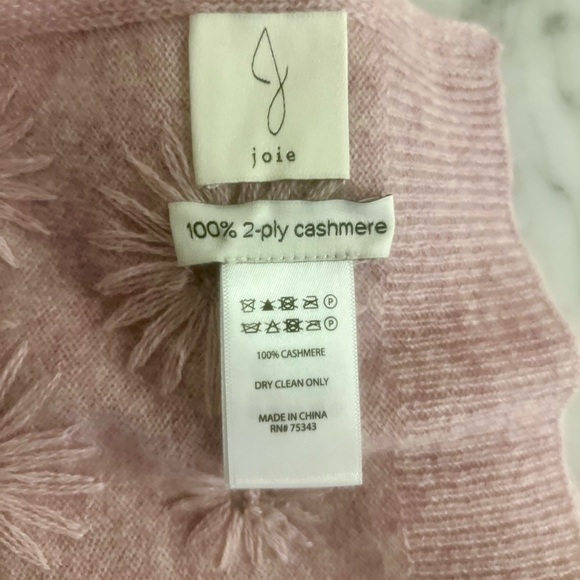 joie
100% 2-ply cashmere
P
P
100% CASHMERE
DRY CLEAN ONLY
MADE IN CHINA
RN# 75343